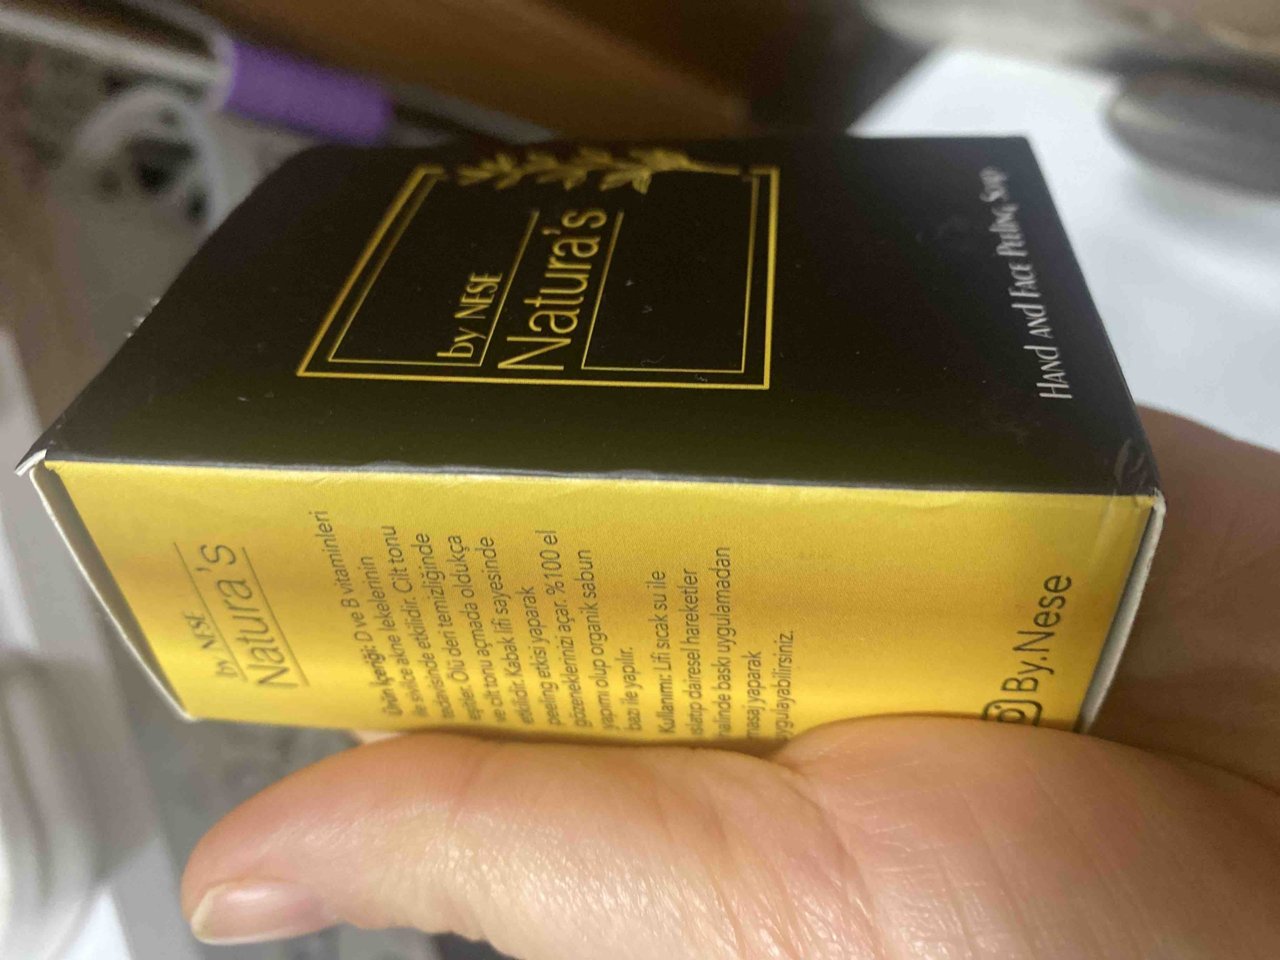 by NESE
Natura's
HAND AND FACE PEELING SOAP
by NESE
Natura's
Ürün İçeriği: D ve B vitaminleri
ile sivilce akne lekelerinin
tedavisinde etkilidir. Cilt tonu
eşitler. Ölü deri temizliğinde
ve cilt tonu açmada oldukça
etkilidir. Kabak lifi sayesinde
peeling etkisi yaparak
gözeneklerinizi açar. %100 el
yapımı olup organik sabun
bazı ile yapılır.
Kullanımı: Lifi sıcak su ile
ıslatıp dairesel hareketler
halinde baskı uygulamadan
masaj yaparak
uygulayabilirsiniz.
By.Nese